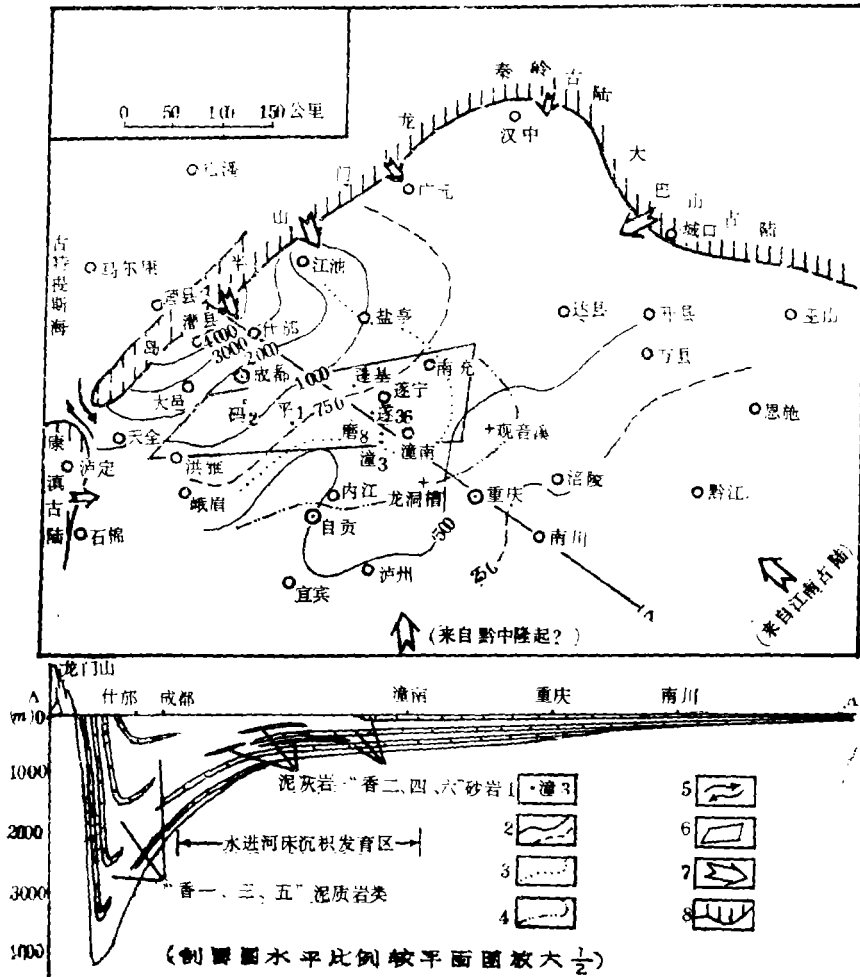 0 50 100 150公里
秦岭古陆
汉中
龙门山
广元
大巴山古陆
城口
古特提斯海
马尔康
江油
半岛
什邡
盐亭
达县
开县
巫山
万县
4000
3000
2000
1000
750
500
成都
大邑
蓬基
遂宁
南充
码2
平1
遂36
磨8
潼3
潼南
观音溪
恩施
天全
洪雅
峨眉
康滇古陆
泸定
石棉
内江
龙洞槽
自贡
重庆
涪陵
黔江
南川
泸州
宜宾
A
(来自黔中隆起?)
(来自江南古陆)
龙门山
A 什邡 成都 潼南 重庆 南川 A
(m)0
1000
2000
3000
泥灰岩 "香二、四、六"砂岩
水进河床沉积发育区
"香一、三、五"泥质岩类
1 ·潼3
2
3
4
5
6
7
8
(剖面图水平比例较平面图放大1/2)